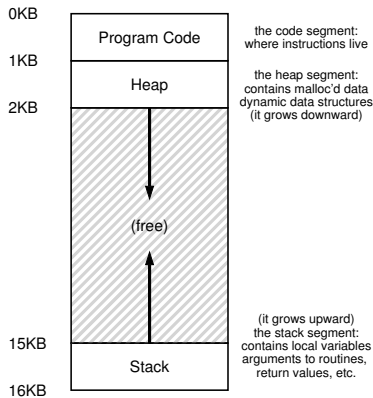 0KB
Program Code
the code segment:
where instructions live
1KB
Heap
the heap segment:
contains malloc'd data
dynamic data structures
(it grows downward)
2KB
(free)
(it grows upward)
the stack segment:
contains local variables
arguments to routines,
return values, etc.
15KB
Stack
16KB